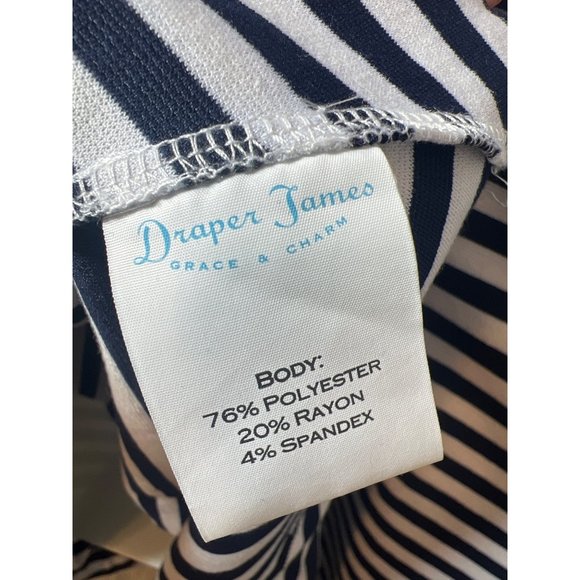 Draper James
GRACE & CHARM
BODY:
76% POLYESTER
20% RAYON
4% SPANDEX